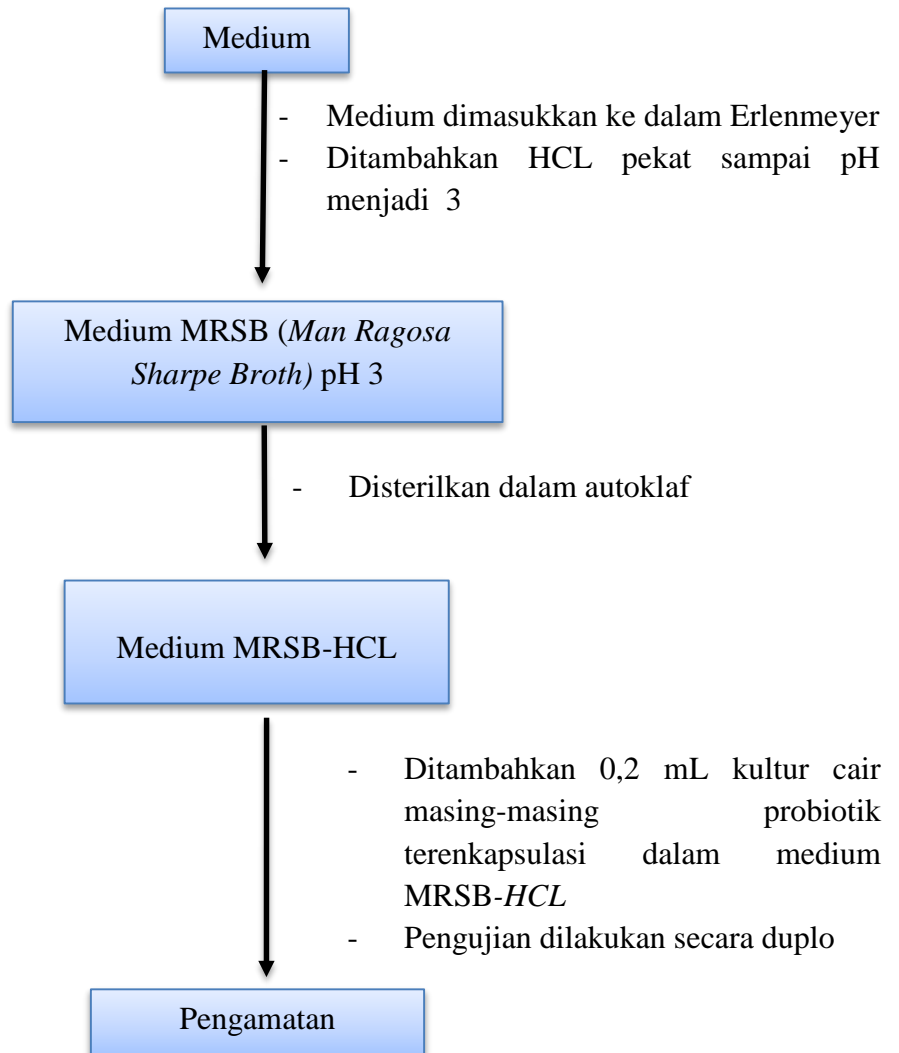 Medium
- Medium dimasukkan ke dalam Erlenmeyer
- Ditambahkan HCL pekat sampai pH
menjadi 3
Medium MRSB (Man Ragosa
Sharpe Broth) pH 3
- Disterilkan dalam autoklaf
Medium MRSB-HCL
- Ditambahkan 0,2 mL kultur cair
masing-masing probiotik
terenkapsulasi dalam medium
MRSB-HCL
- Pengujian dilakukan secara duplo
Pengamatan